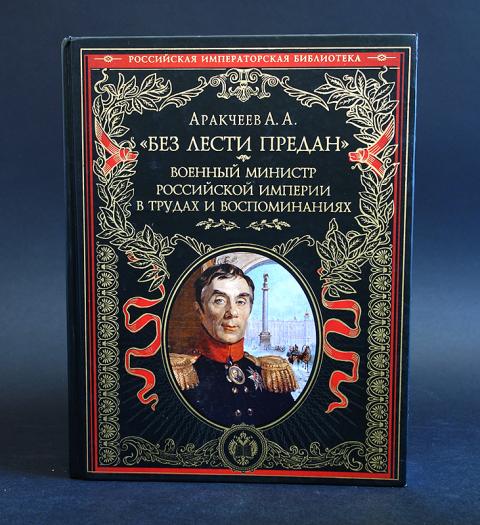 РОССИЙСКАЯ ИМПЕРАТОРСКАЯ БИБЛИОТЕКА
АРАКЧЕЕВ А. А.
«БЕЗ ЛЕСТИ ПРЕДАН»
ВОЕННЫЙ МИНИСТР
РОССИЙСКОЙ ИМПЕРИИ
В ТРУДАХ И ВОСПОМИНАНИЯХ